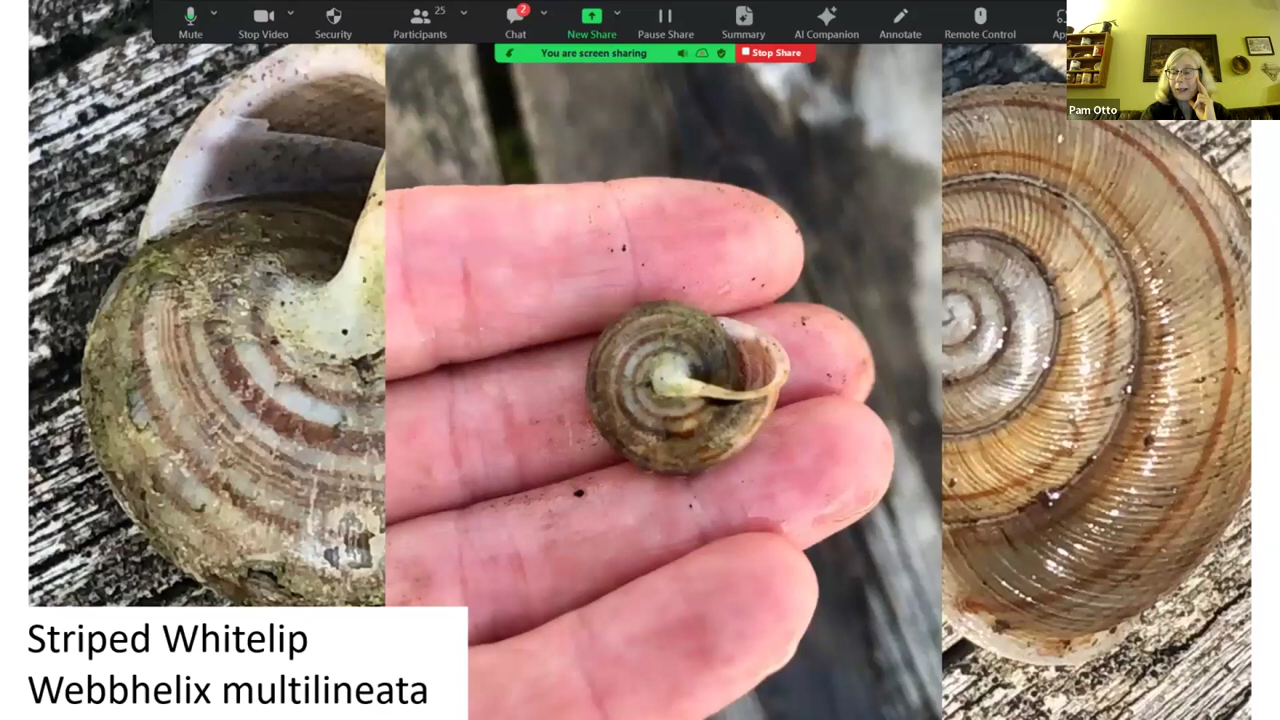 25
2
Mute
Stop Video
Security
Participants
Chat
New Share
Pause Share
Summary
AI Companion
Annotate
Remote Control
You are screen sharing
Stop Share
Pam Otto
Striped Whitelip
Webbhelix multilineata